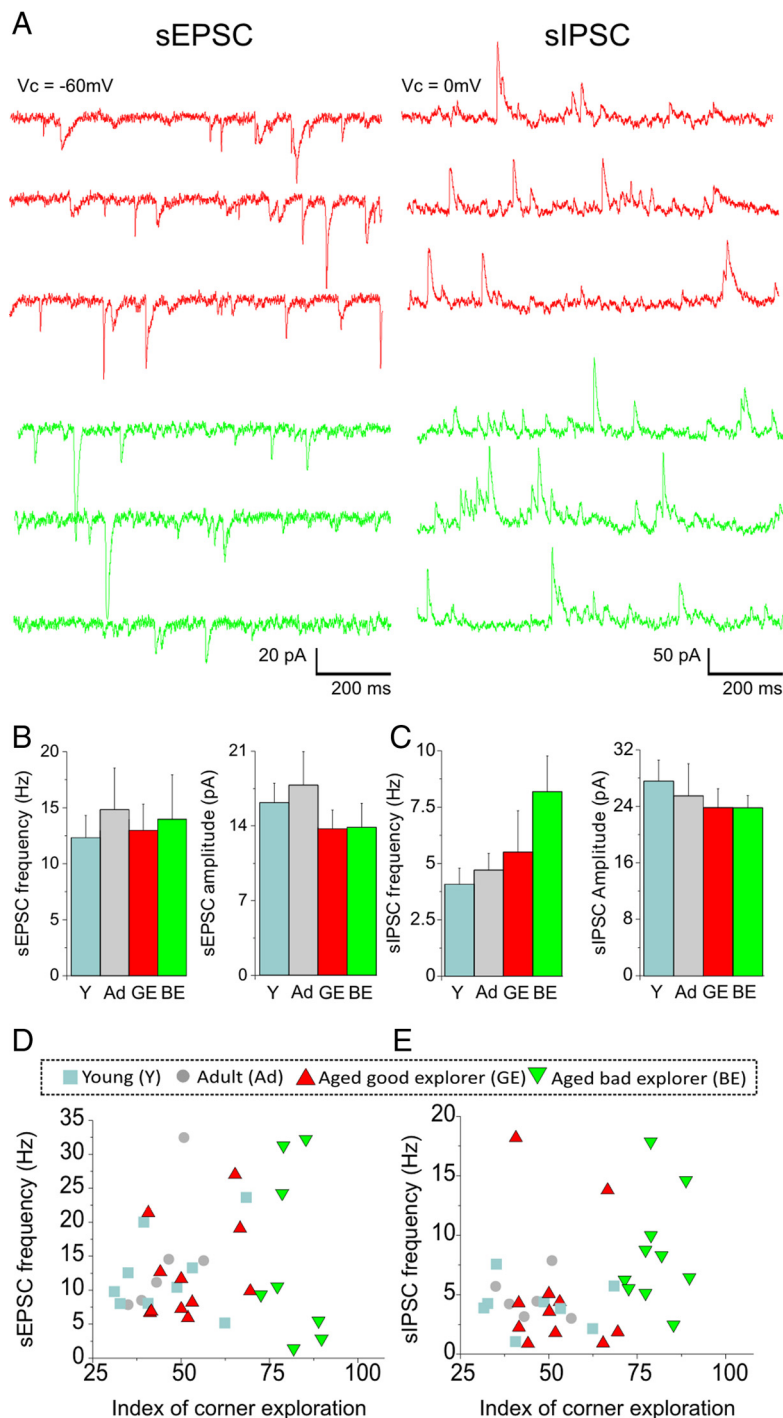 A
sEPSC
sIPSC
Vc = -60mV
Vc = 0mV
20 pA
200 ms
50 pA
200 ms
B
sEPSC frequency (Hz)
20
15
10
5
0
Y Ad GE BE
sEPSC amplitude (pA)
21
14
7
0
Y Ad GE BE
C
sIPSC frequency (Hz)
10
7.5
5
2.5
0
Y Ad GE BE
sIPSC Amplitude (pA)
32
24
16
8
0
Y Ad GE BE
D
E
Young (Y) Adult (Ad) Aged good explorer (GE) Aged bad explorer (BE)
sEPSC frequency (Hz)
35
30
25
20
15
10
5
0
25 50 75 100
Index of corner exploration
sIPSC frequency (Hz)
20
15
10
5
0
25 50 75 100
Index of corner exploration